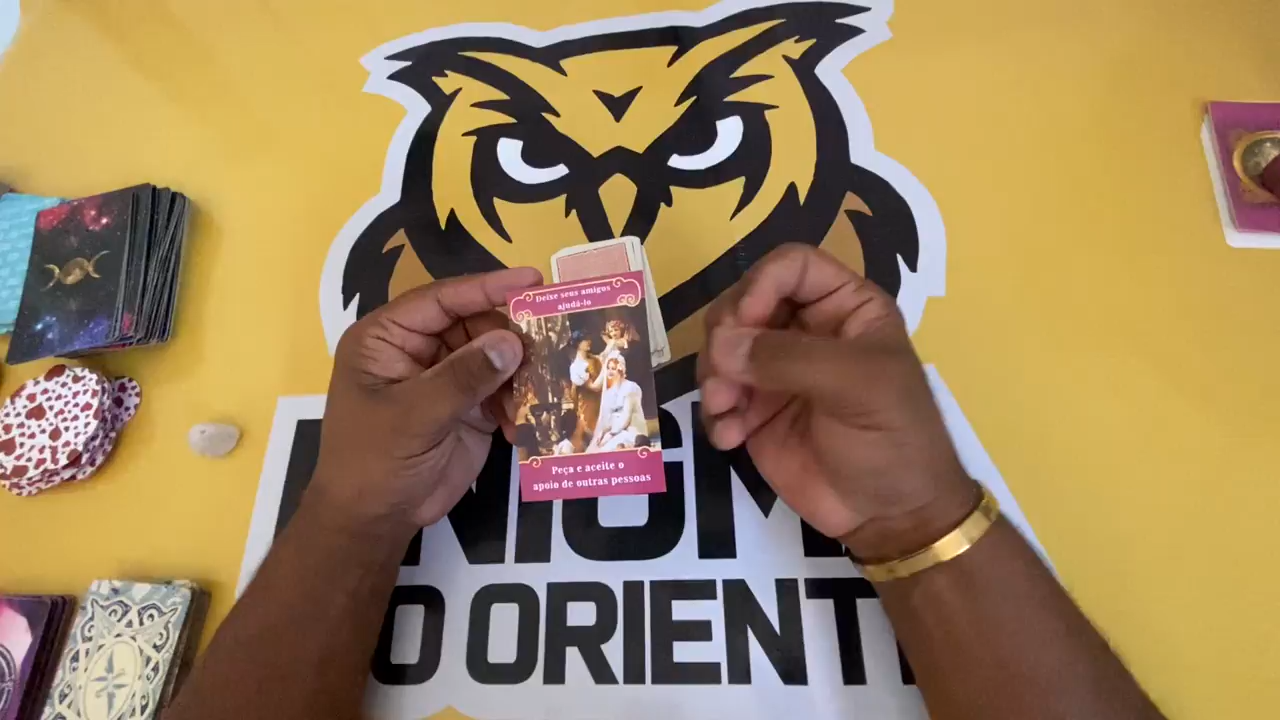 Deixe seus amigos
ajudá-lo
Peça e aceite o
apoio de outras pessoas
O ORIENT